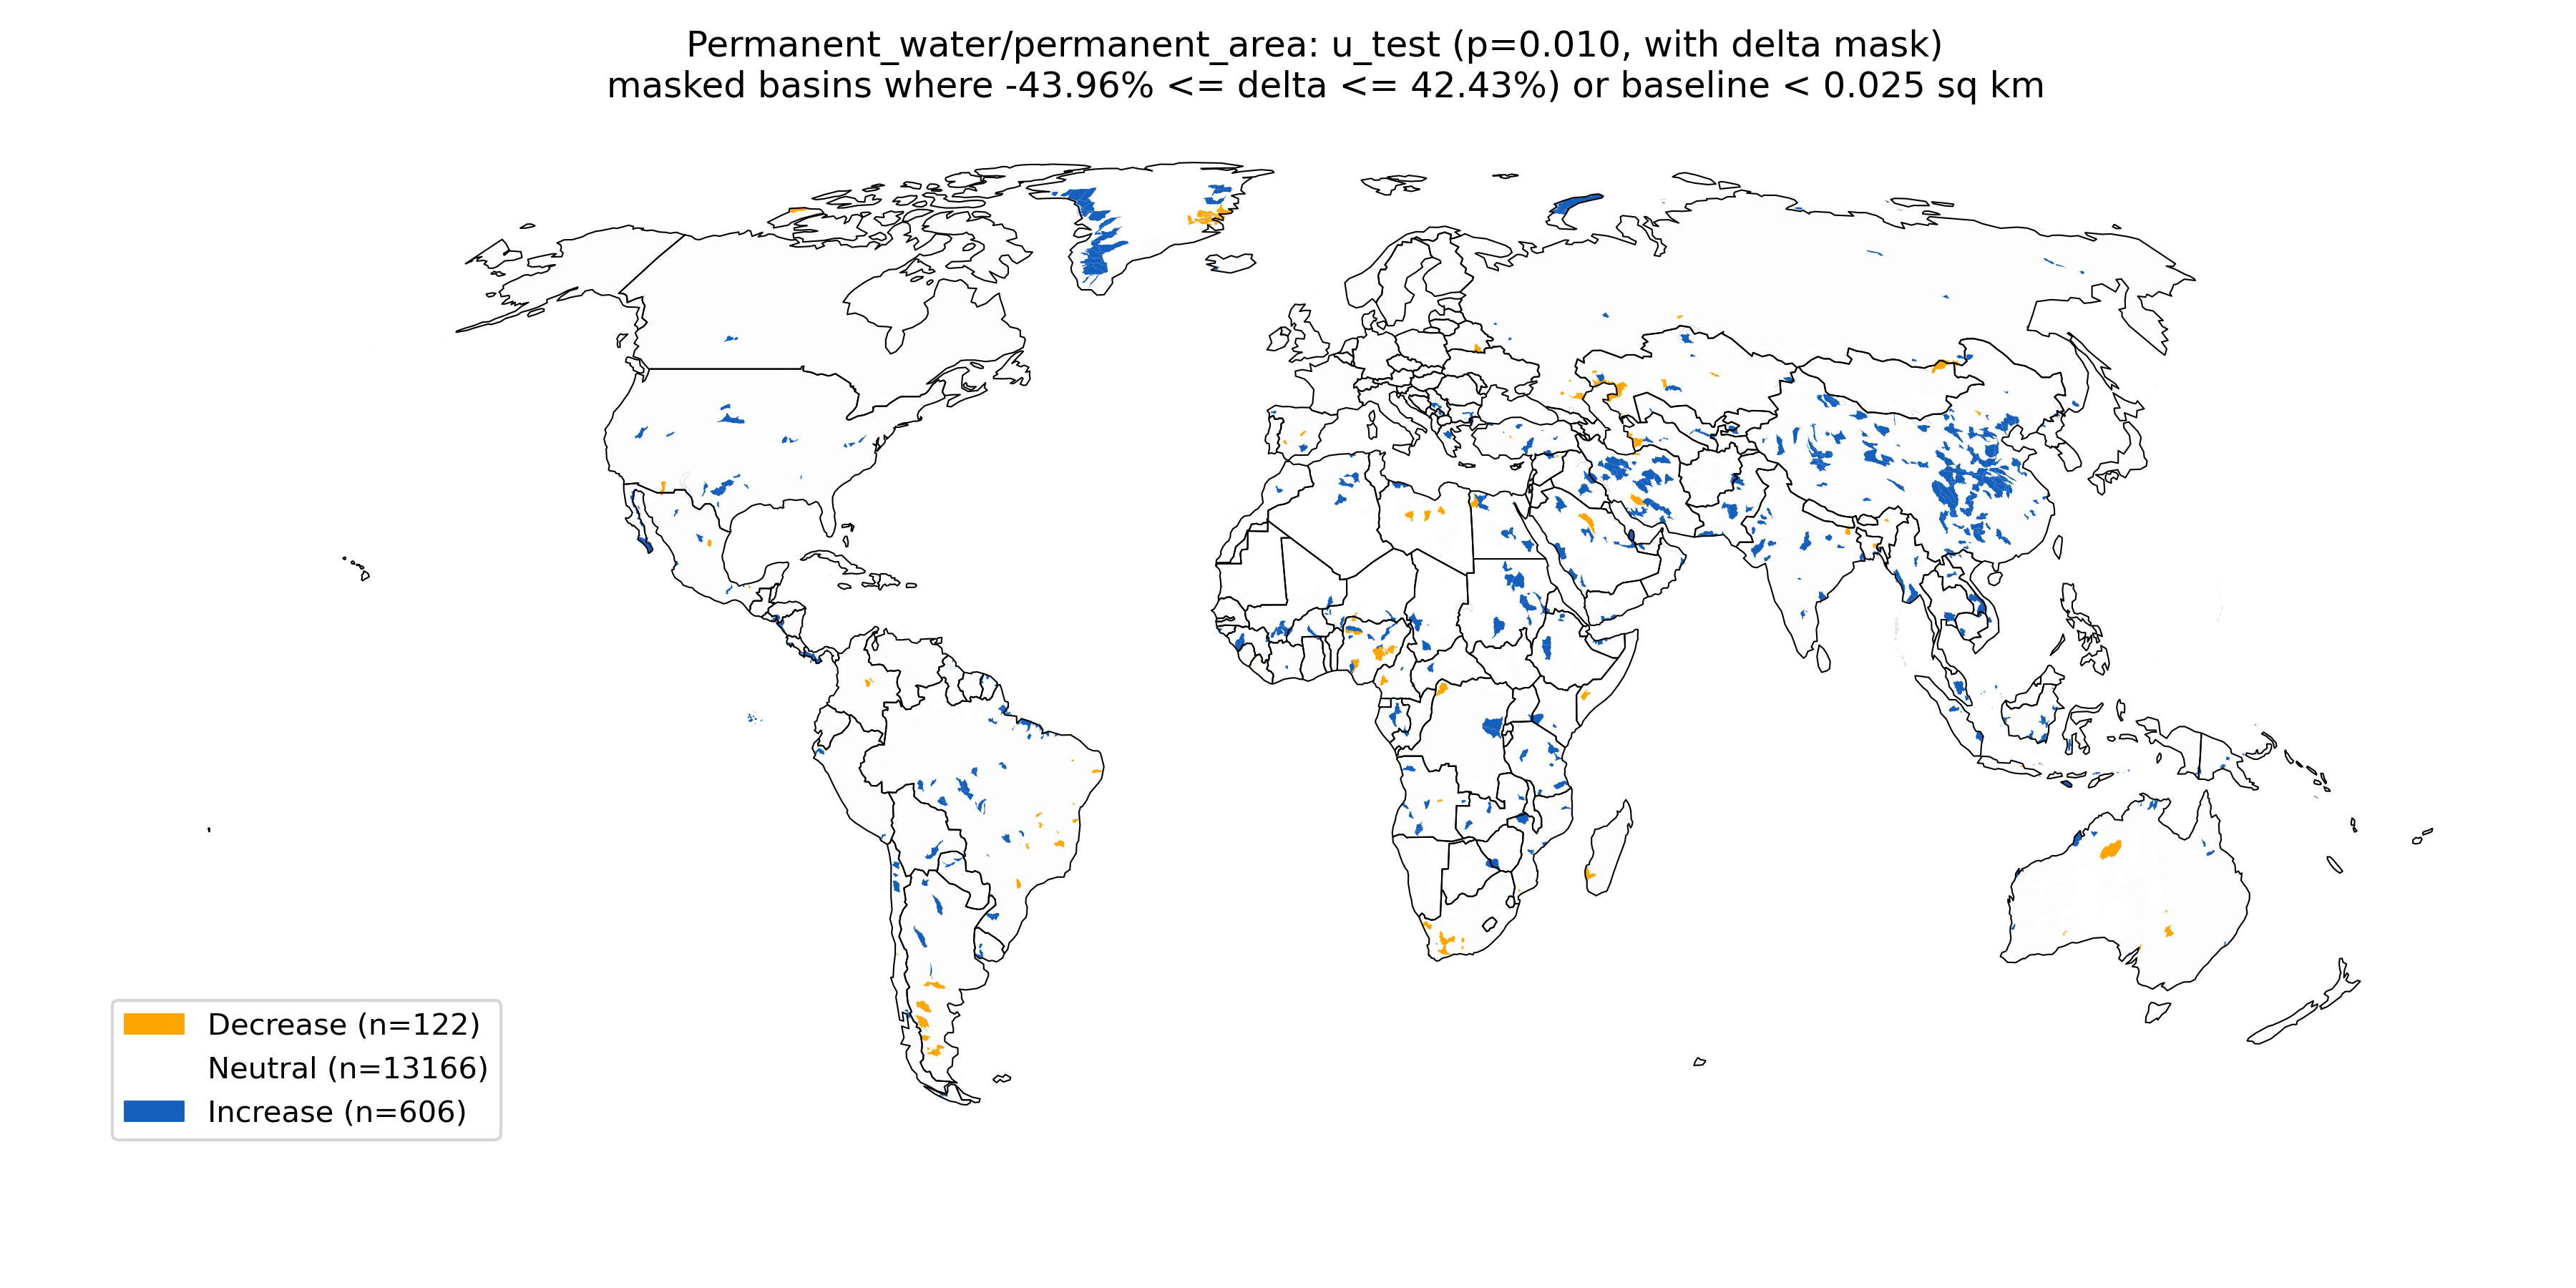 Permanent_water/permanent_area: u_test (p=0.010, with delta mask)
masked basins where -43.96% <= delta <= 42.43%) or baseline < 0.025 sq km
Decrease (n=122)
Neutral (n=13166)
Increase (n=606)